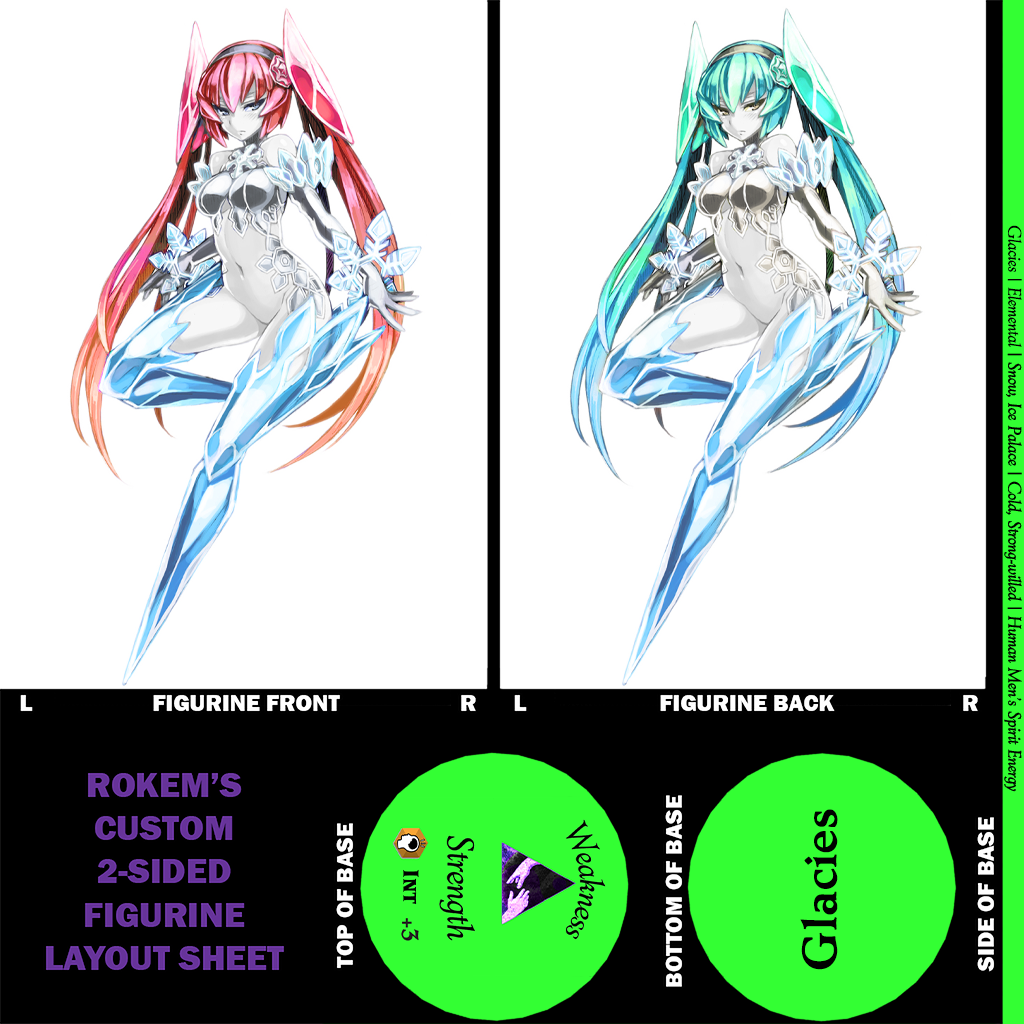 L FIGURINE FRONT R
L FIGURINE BACK R
Glacies | Elemental | Snow, Ice Palace | Cold, Strong-willed | Human Men's Spirit Energy
ROKEM'S
CUSTOM
2-SIDED
FIGURINE
LAYOUT SHEET
TOP OF BASE
Weakness
Strength
INT +3
BOTTOM OF BASE
Glacies
SIDE OF BASE